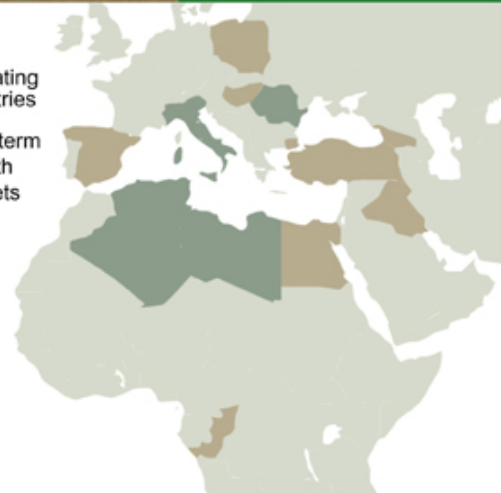 ating
tries
term
th
ets